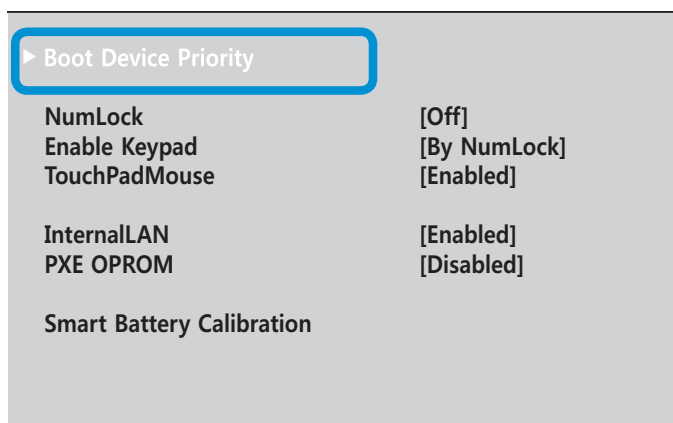 ▶ Boot Device Priority
NumLock [Off]
Enable Keypad [By NumLock]
TouchPadMouse [Enabled]
InternalLAN [Enabled]
PXE OPROM [Disabled]
Smart Battery Calibration